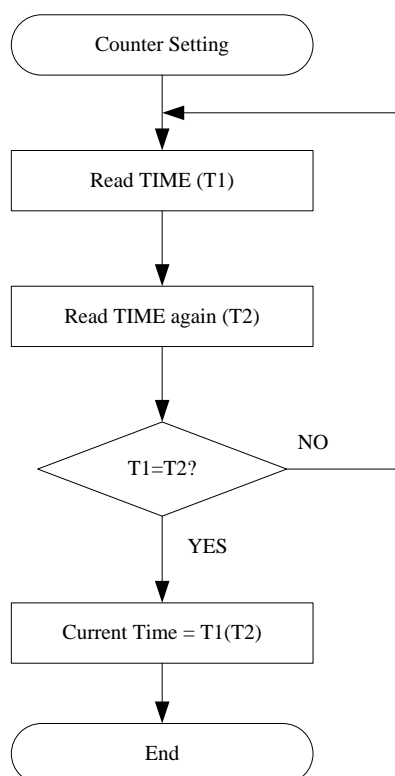 Counter Setting
Read TIME (T1)
Read TIME again (T2)
T1=T2?
NO
YES
Current Time = T1(T2)
End